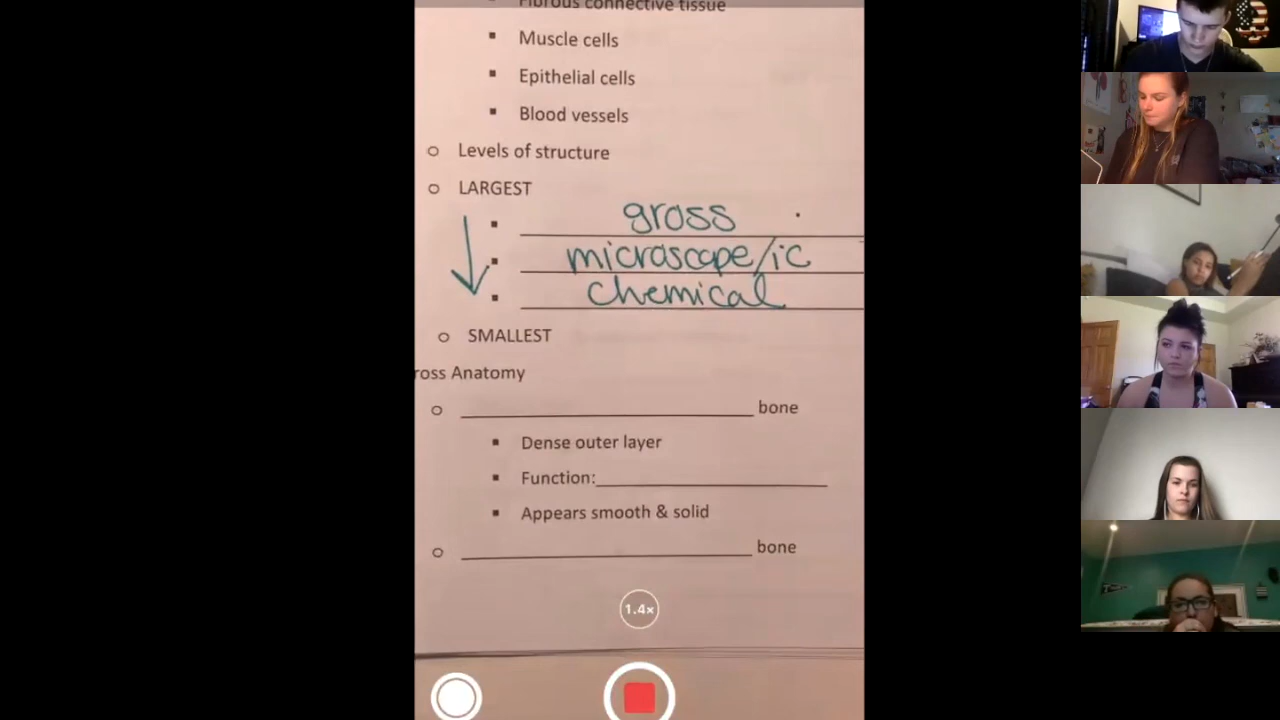 Fibrous connective tissue
Muscle cells
Epithelial cells
Blood vessels
Levels of structure
LARGEST
gross
microscope/ic
chemical
SMALLEST
ross Anatomy
bone
Dense outer layer
Function:
Appears smooth & solid
bone
1.4x